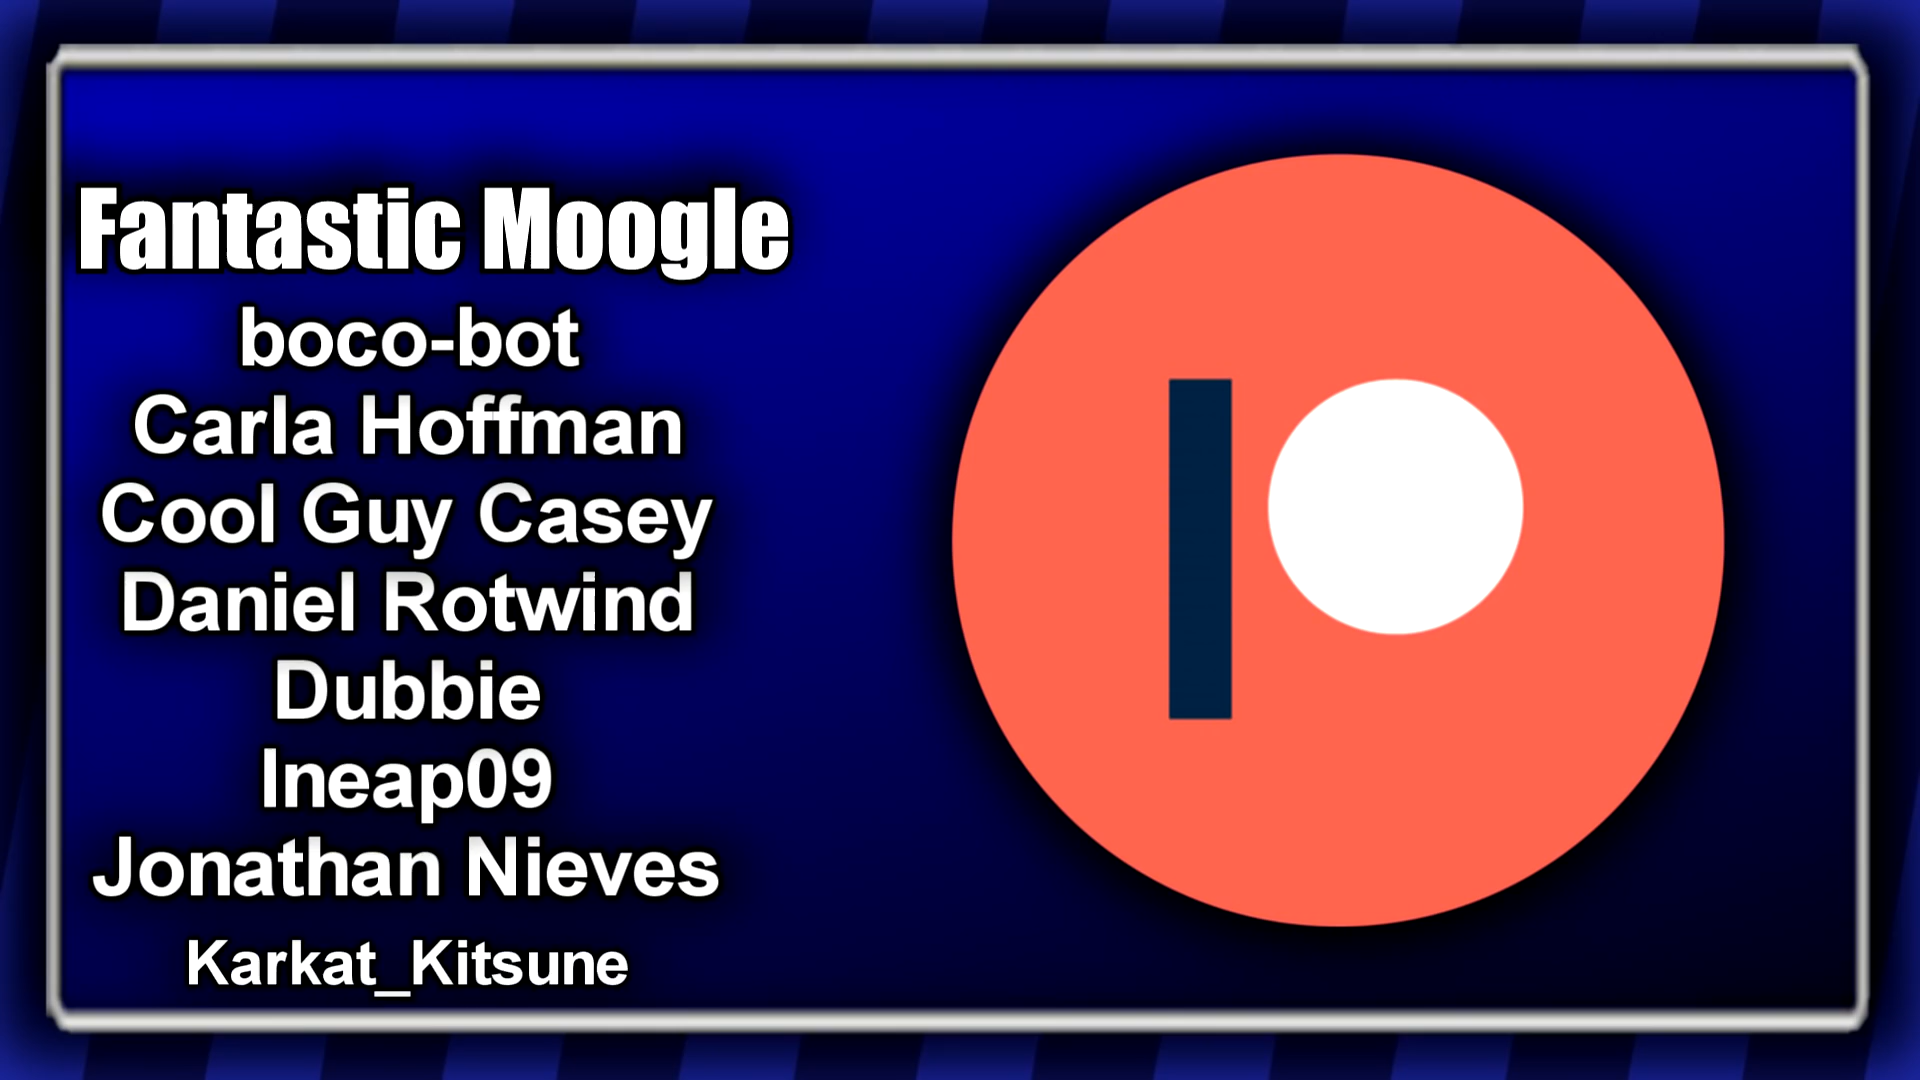 Fantastic Moogle
boco-bot
Carla Hoffman
Cool Guy Casey
Daniel Rotwind
Dubbie
Ineap09
Jonathan Nieves
Karkat_Kitsune